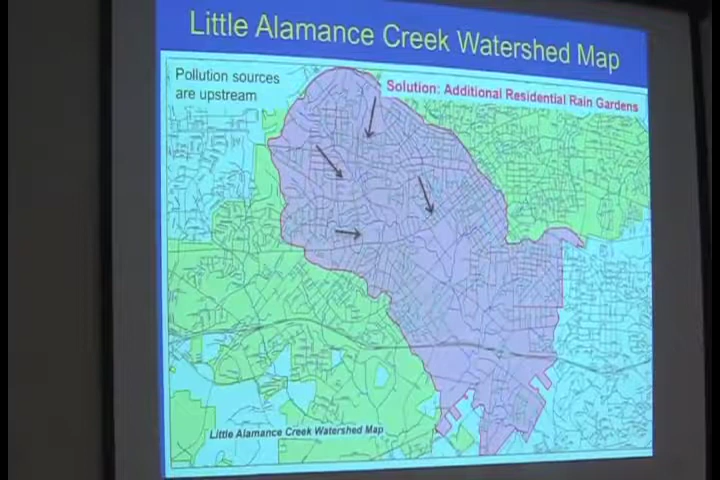 Little Alamance Creek Watershed Map
Pollution sources
are upstream
Solution: Additional Residential Rain Gardens
Little Alamance Creek Watershed Map